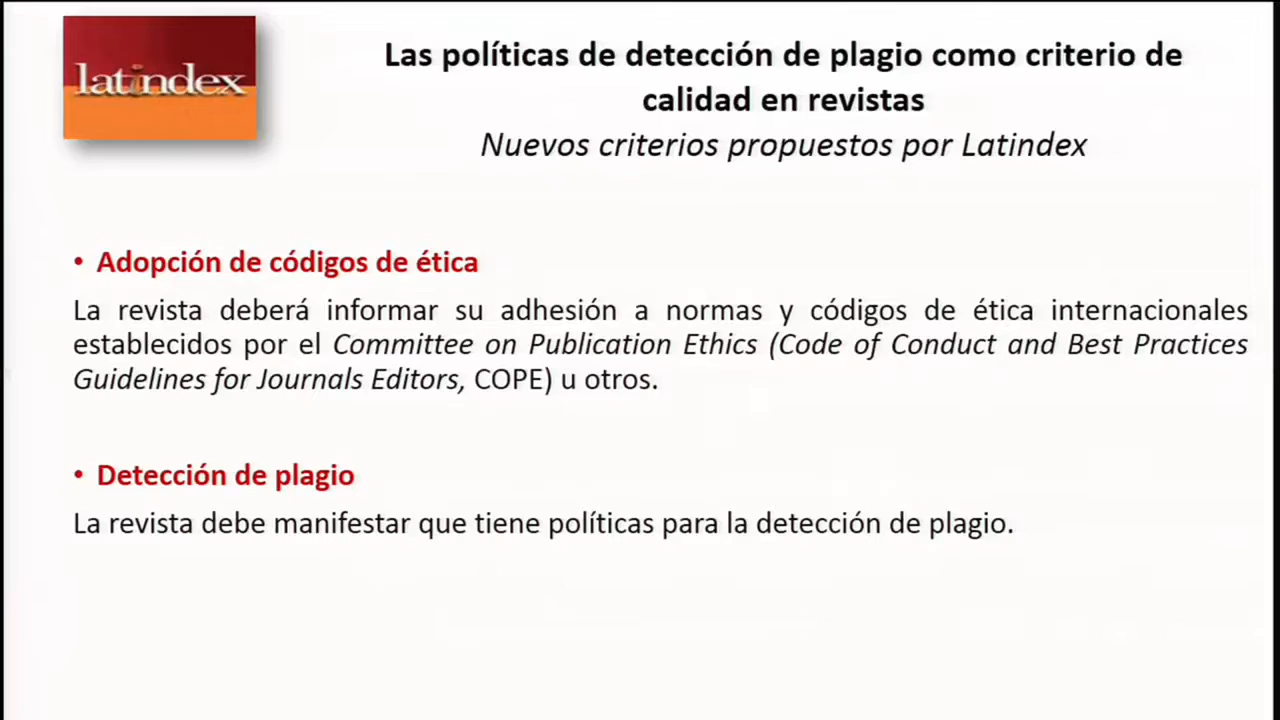 latindex
Las políticas de detección de plagio como criterio de
calidad en revistas
Nuevos criterios propuestos por Latindex
• Adopción de códigos de ética
La revista deberá informar su adhesión a normas y códigos de ética internacionales
establecidos por el Committee on Publication Ethics (Code of Conduct and Best Practices
Guidelines for Journals Editors, COPE) u otros.
• Detección de plagio
La revista debe manifestar que tiene políticas para la detección de plagio.